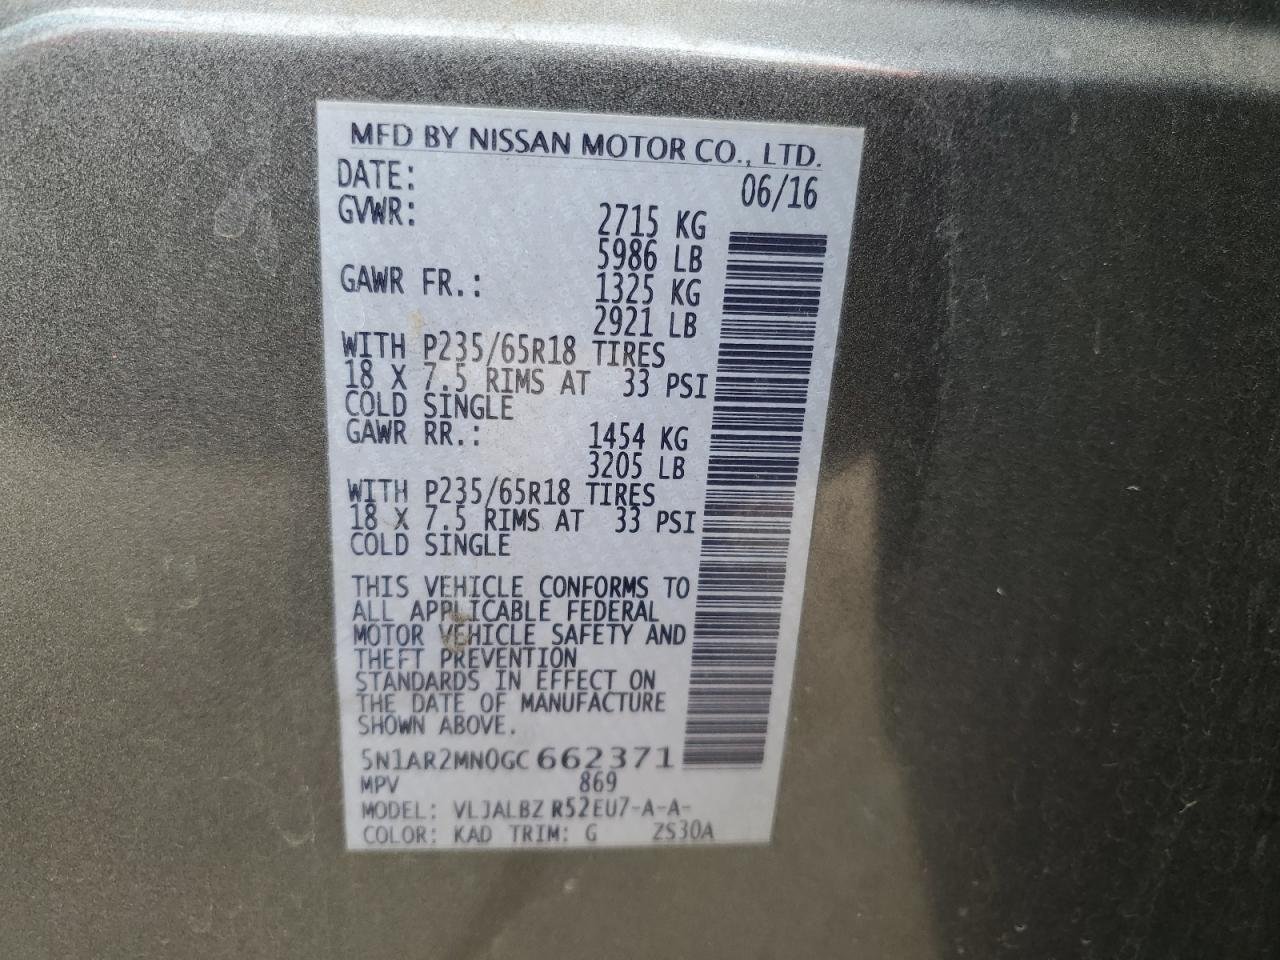 MFD BY NISSAN MOTOR CO., LTD.
DATE: 06/16
GVWR: 2715 KG
5986 LB
GAWR FR.: 1325 KG
2921 LB
WITH P235/65R18 TIRES
18 X 7.5 RIMS AT 33 PSI
COLD SINGLE
GAWR RR.: 1454 KG
3205 LB
WITH P235/65R18 TIRES
18 X 7.5 RIMS AT 33 PSI
COLD SINGLE
THIS VEHICLE CONFORMS TO
ALL APPLICABLE FEDERAL
MOTOR VEHICLE SAFETY AND
THEFT PREVENTION
STANDARDS IN EFFECT ON
THE DATE OF MANUFACTURE
SHOWN ABOVE.
5N1AR2MN0GC662371
MPV 869
MODEL: VLJALBZ R52EU7-A-A-
COLOR: KAD TRIM: G ZS30A